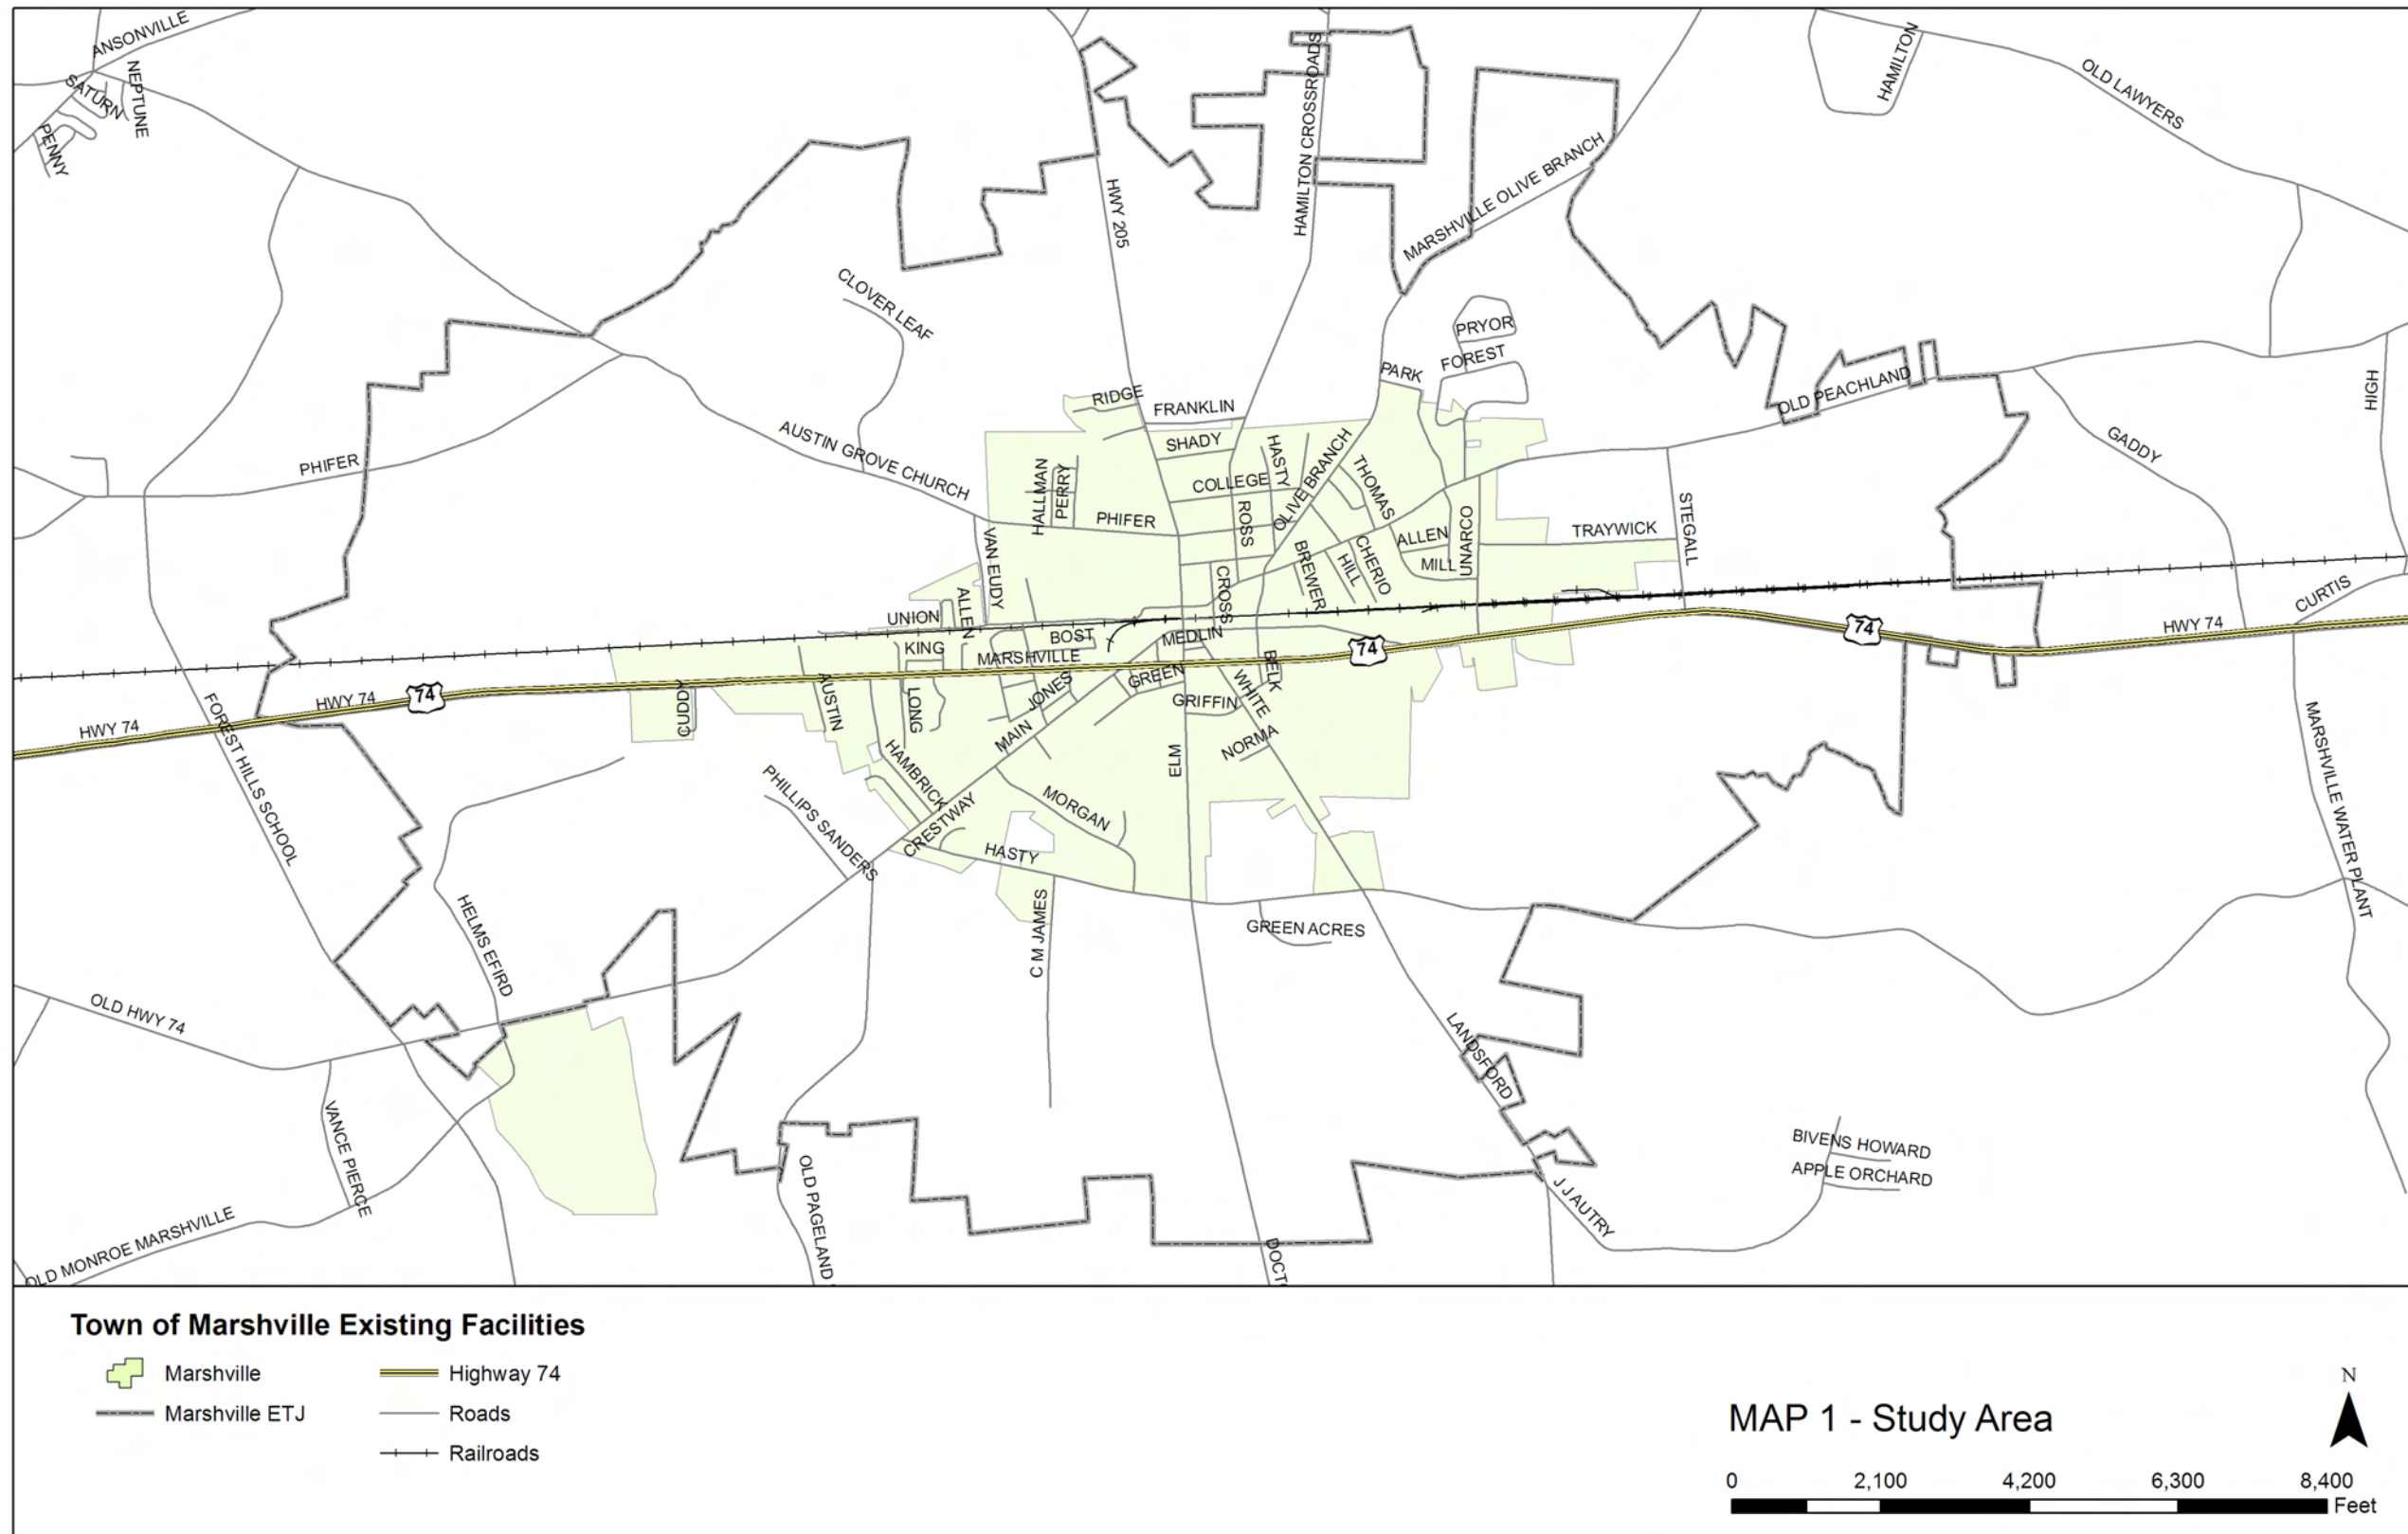 ANSONVILLE
NEPTUNE
SATURN
PENNY
HAMILTON
OLD LAWYERS
HAMILTON CROSSROADS
HWY 205
MARSHVILLE OLIVE BRANCH
CLOVER LEAF
PRYOR
FOREST
PARK
OLD PEACHLAND
HIGH
GADDY
RIDGE
FRANKLIN
SHADY
HASTY
OLIVE BRANCH
THOMAS
COLLEGE
ROSS
AUSTIN GROVE CHURCH
PHIFER
HALLMAN
PERRY
PHIFER
VAN EUDY
STEGALL
TRAYWICK
UNARCO
ALLEN
MILL
CHERIO
HILL
BREWER
CROSS
ALLEN
UNION
BOST
MEDLIN
KING
MARSHVILLE
74
74
74
HWY 74
CURTIS
HWY 74
HWY 74
CUDDY
AUSTIN
LONG
JONES
GREEN
BELK
WHITE
GRIFFIN
MAIN
NORMA
ELM
FOREST HILLS SCHOOL
HAMBRICK
PHILLIPS SANDERS
CRESTWAY
MORGAN
HASTY
MARSHVILLE WATER PLANT
C M JAMES
GREEN ACRES
HELMS EFIRD
OLD HWY 74
LANDSFORD
VANCE PIERCE
OLD MONROE MARSHVILLE
OLD PAGELAND
BIVENS HOWARD
APPLE ORCHARD
J J AUTRY
DOCT
Town of Marshville Existing Facilities
Marshville
Highway 74
Marshville ETJ
Roads
Railroads
MAP 1 - Study Area
N
0 2,100 4,200 6,300 8,400
Feet